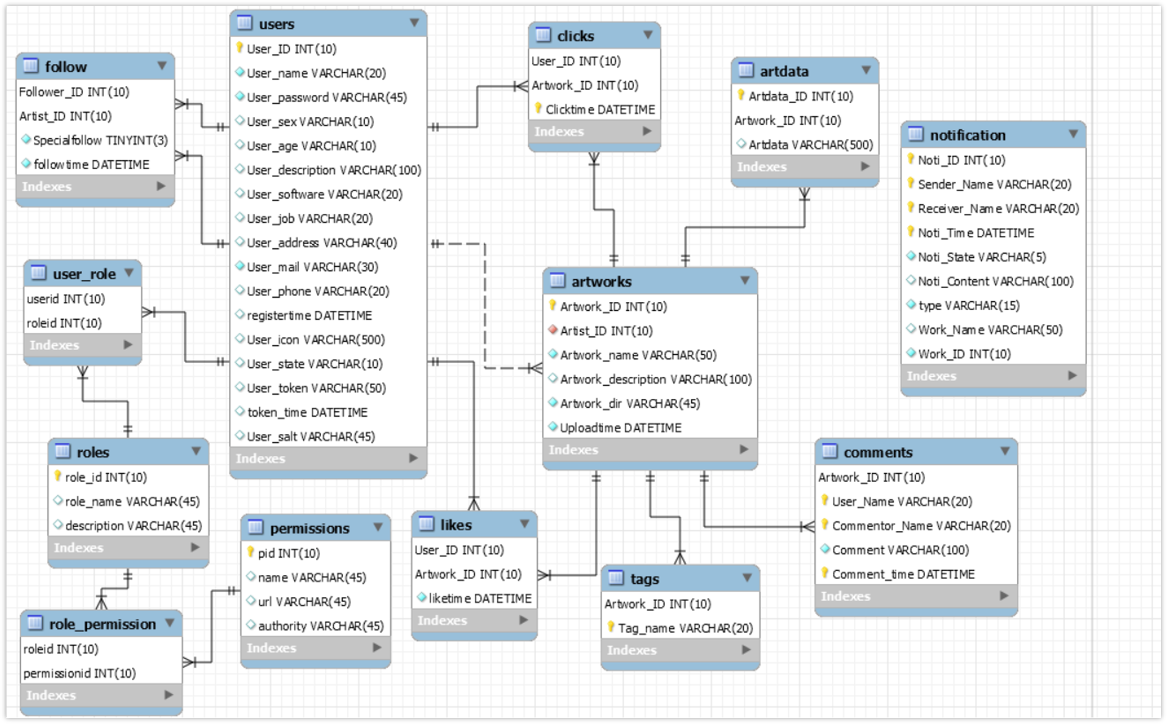 follow
Follower_ID INT(10)
Artist_ID INT(10)
Specialfollow TINYINT(3)
followtime DATETIME
Indexes
users
User_ID INT(10)
User_name VARCHAR(20)
User_password VARCHAR(45)
User_sex VARCHAR(10)
User_age VARCHAR(10)
User_description VARCHAR(100)
User_software VARCHAR(20)
User_job VARCHAR(20)
User_address VARCHAR(40)
User_mail VARCHAR(30)
User_phone VARCHAR(20)
registertime DATETIME
User_icon VARCHAR(500)
User_state VARCHAR(10)
User_token VARCHAR(50)
token_time DATETIME
User_salt VARCHAR(45)
Indexes
clicks
User_ID INT(10)
Artwork_ID INT(10)
Clicktime DATETIME
Indexes
artdata
Artdata_ID INT(10)
Artwork_ID INT(10)
Artdata VARCHAR(500)
Indexes
notification
Noti_ID INT(10)
Sender_Name VARCHAR(20)
Receiver_Name VARCHAR(20)
Noti_Time DATETIME
Noti_State VARCHAR(5)
Noti_Content VARCHAR(100)
type VARCHAR(15)
Work_Name VARCHAR(50)
Work_ID INT(10)
Indexes
user_role
userid INT(10)
roleid INT(10)
Indexes
artworks
Artwork_ID INT(10)
Artist_ID INT(10)
Artwork_name VARCHAR(50)
Artwork_description VARCHAR(100)
Artwork_dir VARCHAR(45)
Uploadtime DATETIME
Indexes
roles
role_id INT(10)
role_name VARCHAR(45)
description VARCHAR(45)
Indexes
permissions
pid INT(10)
name VARCHAR(45)
url VARCHAR(45)
authority VARCHAR(45)
Indexes
likes
User_ID INT(10)
Artwork_ID INT(10)
liketime DATETIME
Indexes
tags
Artwork_ID INT(10)
Tag_name VARCHAR(20)
Indexes
comments
Artwork_ID INT(10)
User_Name VARCHAR(20)
Commentor_Name VARCHAR(20)
Comment VARCHAR(100)
Comment_time DATETIME
Indexes
role_permission
roleid INT(10)
permissionid INT(10)
Indexes